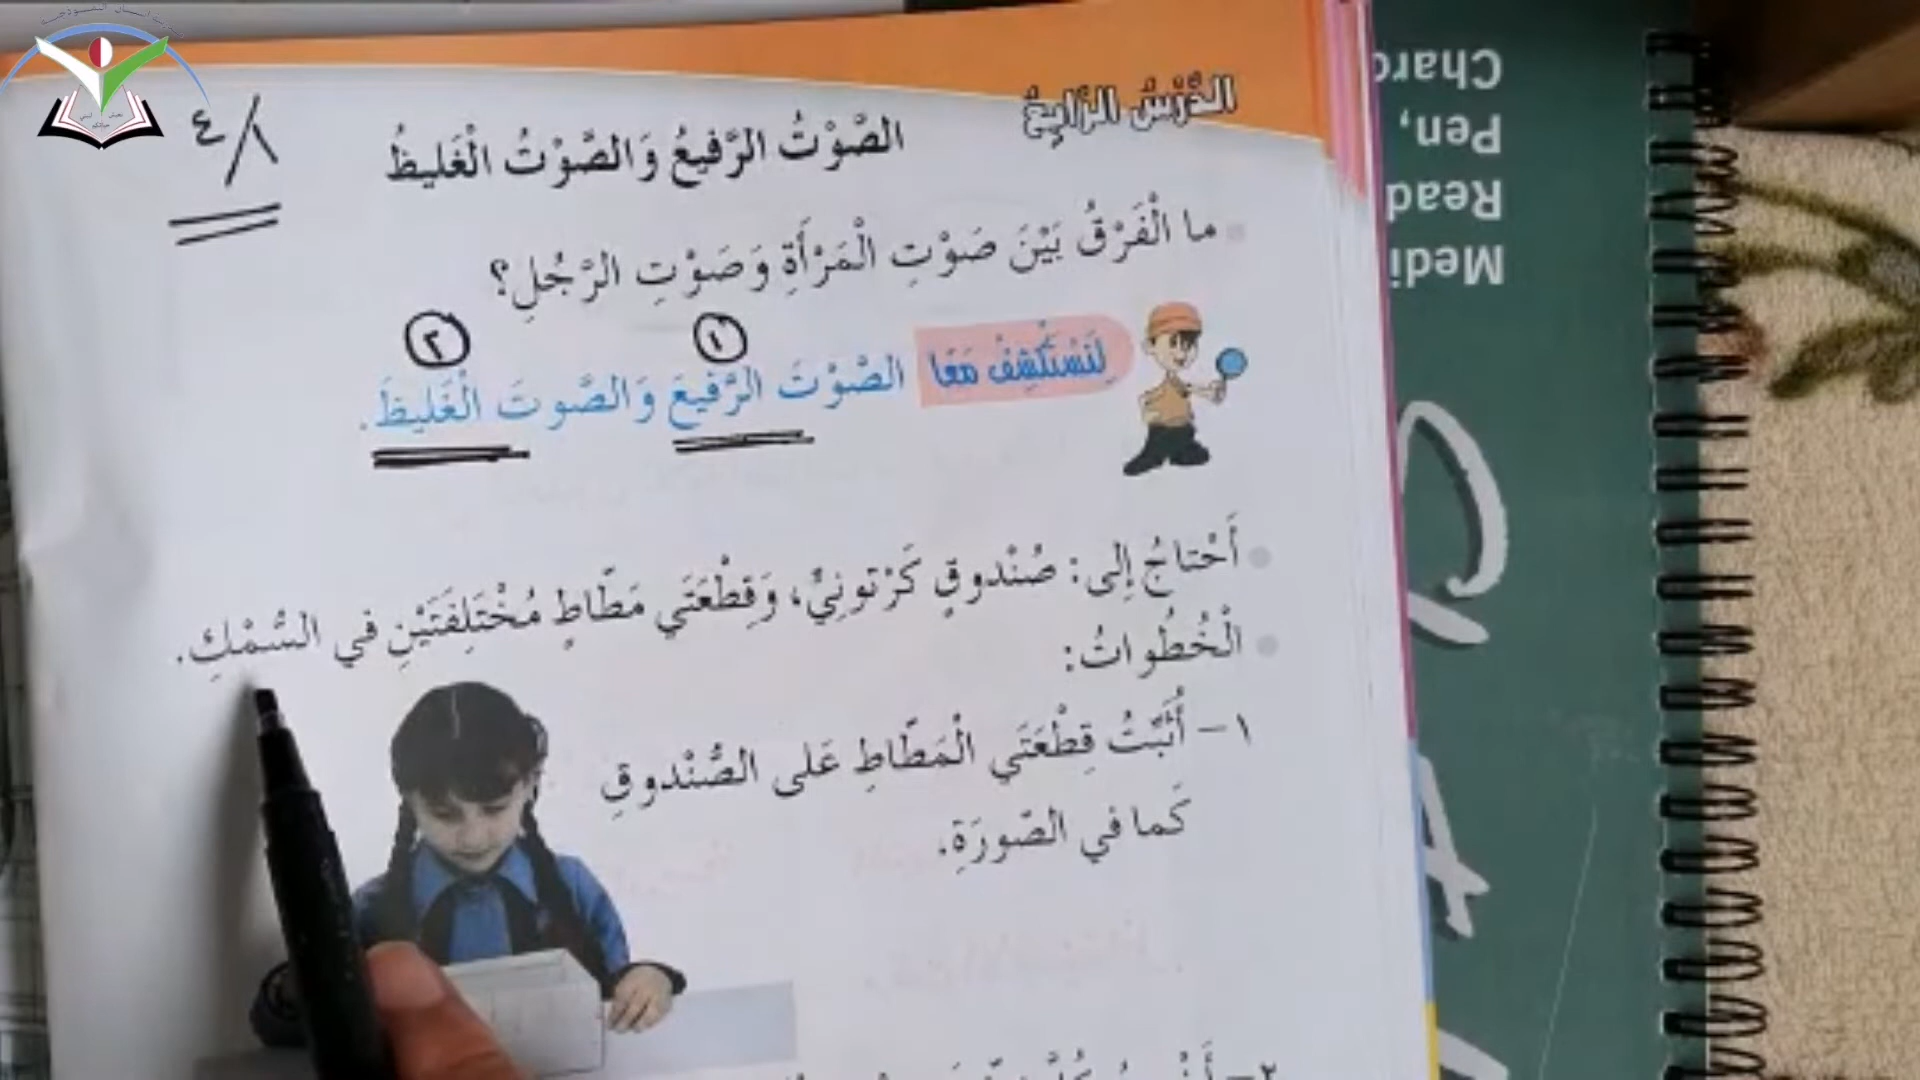 الدَّرْسُ الرّابِعُ
الصَّوْتُ الرَّفيعُ وَالصَّوْتُ الْغَليظُ
٤/٨
ما الْفَرْقُ بَيْنَ صَوْتِ الْمَرْأَةِ وَصَوْتِ الرَّجُلِ؟
١ ٢
لِنَسْتَكْشِفْ مَعًا الصَّوْتَ الرَّفيعَ وَالصَّوتَ الْغَليظَ.
أَحْتاجُ إِلى: صُنْدوقٍ كَرْتونِيٍّ، وَقِطْعَتَي مَطّاطٍ مُخْتَلِفَتَيْنِ في السُّمْكِ.
الْخُطُواتُ:
١- أُثَبِّتُ قِطْعَتَي الْمَطّاطِ عَلى الصُّنْدوقِ
كَما في الصّورَةِ.
٢-
Medi
Read
Pen,
Charc